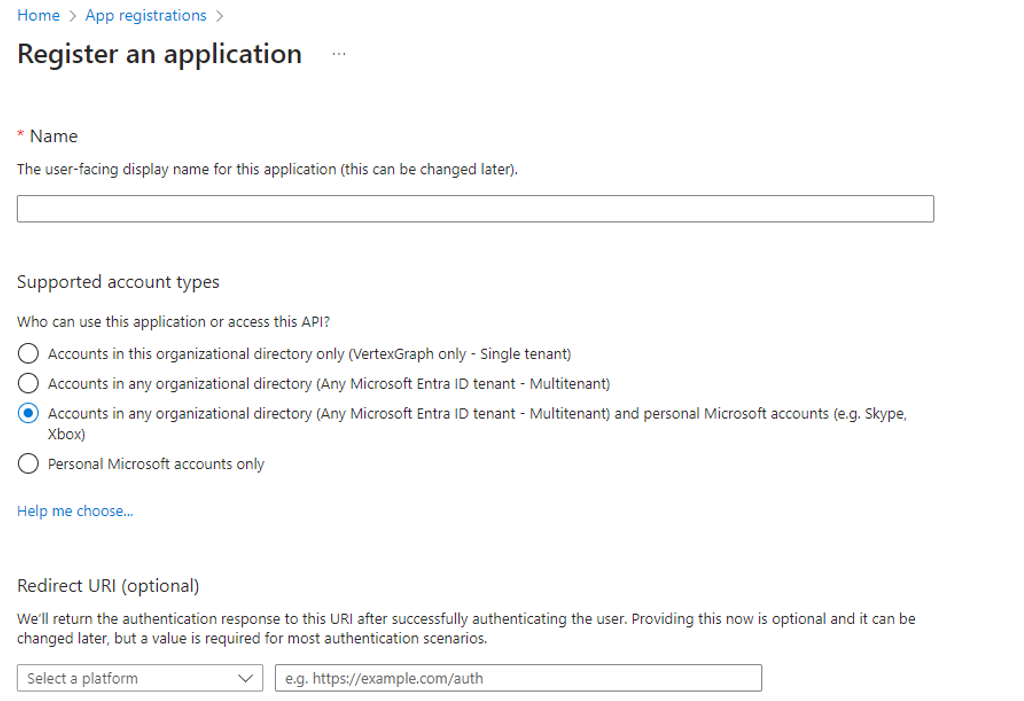 Home > App registrations >
Register an application ...
* Name
The user-facing display name for this application (this can be changed later).
Supported account types
Who can use this application or access this API?
Accounts in this organizational directory only (VertexGraph only - Single tenant)
Accounts in any organizational directory (Any Microsoft Entra ID tenant - Multitenant)
Accounts in any organizational directory (Any Microsoft Entra ID tenant - Multitenant) and personal Microsoft accounts (e.g. Skype,
Xbox)
Personal Microsoft accounts only
Help me choose...
Redirect URI (optional)
We'll return the authentication response to this URI after successfully authenticating the user. Providing this now is optional and it can be
changed later, but a value is required for most authentication scenarios.
Select a platform e.g. https://example.com/auth